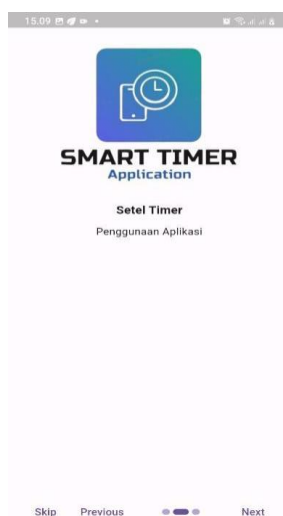 15.09
SMART TIMER
Application
Setel Timer
Penggunaan Aplikasi
Skip Previous Next